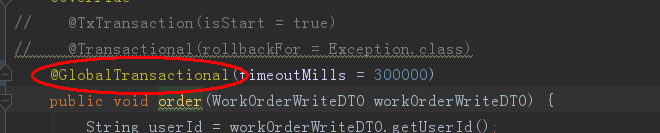 //     @TxTransaction(isStart = true)
//     @Transactional(rollbackFor = Exception.class)
@GlobalTransactional(timeoutMills = 300000)
public void order(WorkOrderWriteDTO workOrderWriteDTO) {
String userId = workOrderWriteDTO.getUserId();